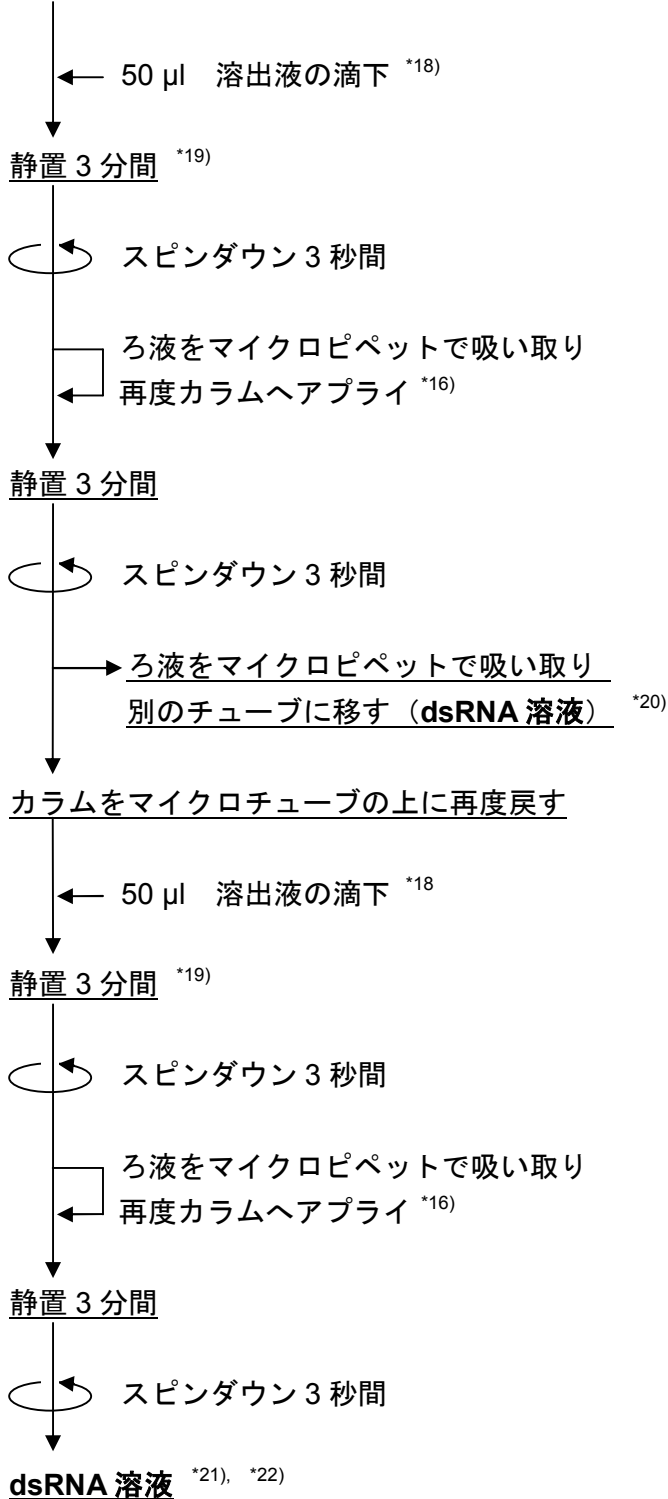 50 µl 溶出液の滴下 *18)
静置 3 分間 *19)
スピンダウン 3 秒間
ろ液をマイクロピペットで吸い取り
再度カラムへアプライ *16)
静置 3 分間
スピンダウン 3 秒間
ろ液をマイクロピペットで吸い取り
別のチューブに移す（dsRNA 溶液） *20)
カラムをマイクロチューブの上に再度戻す
50 µl 溶出液の滴下 *18
静置 3 分間 *19)
スピンダウン 3 秒間
ろ液をマイクロピペットで吸い取り
再度カラムへアプライ *16)
静置 3 分間
スピンダウン 3 秒間
dsRNA 溶液 *21), *22)